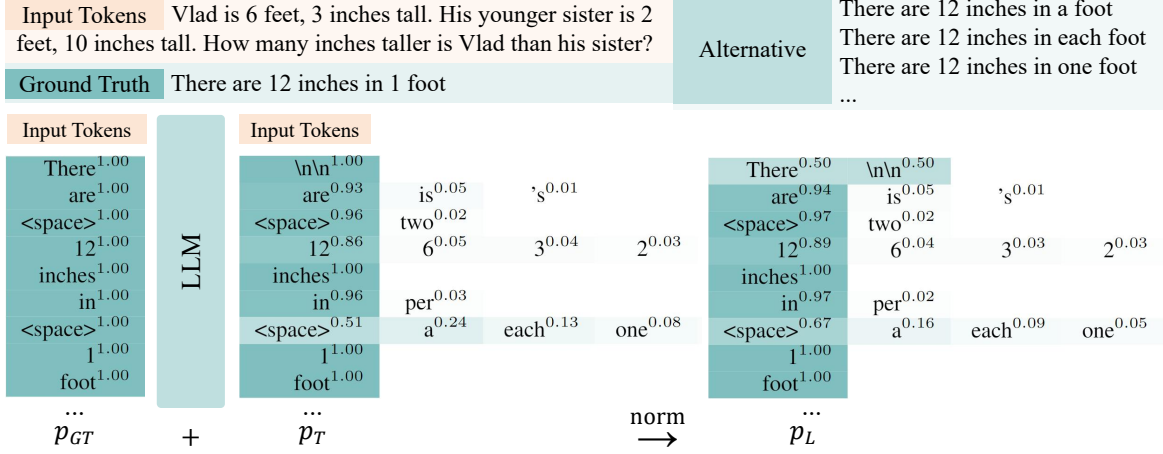 Input Tokens Vlad is 6 feet, 3 inches tall. His younger sister is 2
feet, 10 inches tall. How many inches taller is Vlad than his sister?
Ground Truth There are 12 inches in 1 foot
Alternative
There are 12 inches in a foot
There are 12 inches in each foot
There are 12 inches in one foot
...
Input Tokens
There^1.00
are^1.00
<space>^1.00
12^1.00
inches^1.00
in^1.00
<space>^1.00
1^1.00
foot^1.00
...
p_GT
LLM
+
Input Tokens
\n\n^1.00
are^0.93 is^0.05 's^0.01
<space>^0.96 two^0.02
12^0.86 6^0.05 3^0.04 2^0.03
inches^1.00
in^0.96 per^0.03
<space>^0.51 a^0.24 each^0.13 one^0.08
1^1.00
foot^1.00
...
p_T
norm
→
There^0.50 \n\n^0.50
are^0.94 is^0.05 's^0.01
<space>^0.97 two^0.02
12^0.89 6^0.04 3^0.03 2^0.03
inches^1.00
in^0.97 per^0.02
<space>^0.67 a^0.16 each^0.09 one^0.05
1^1.00
foot^1.00
...
p_L